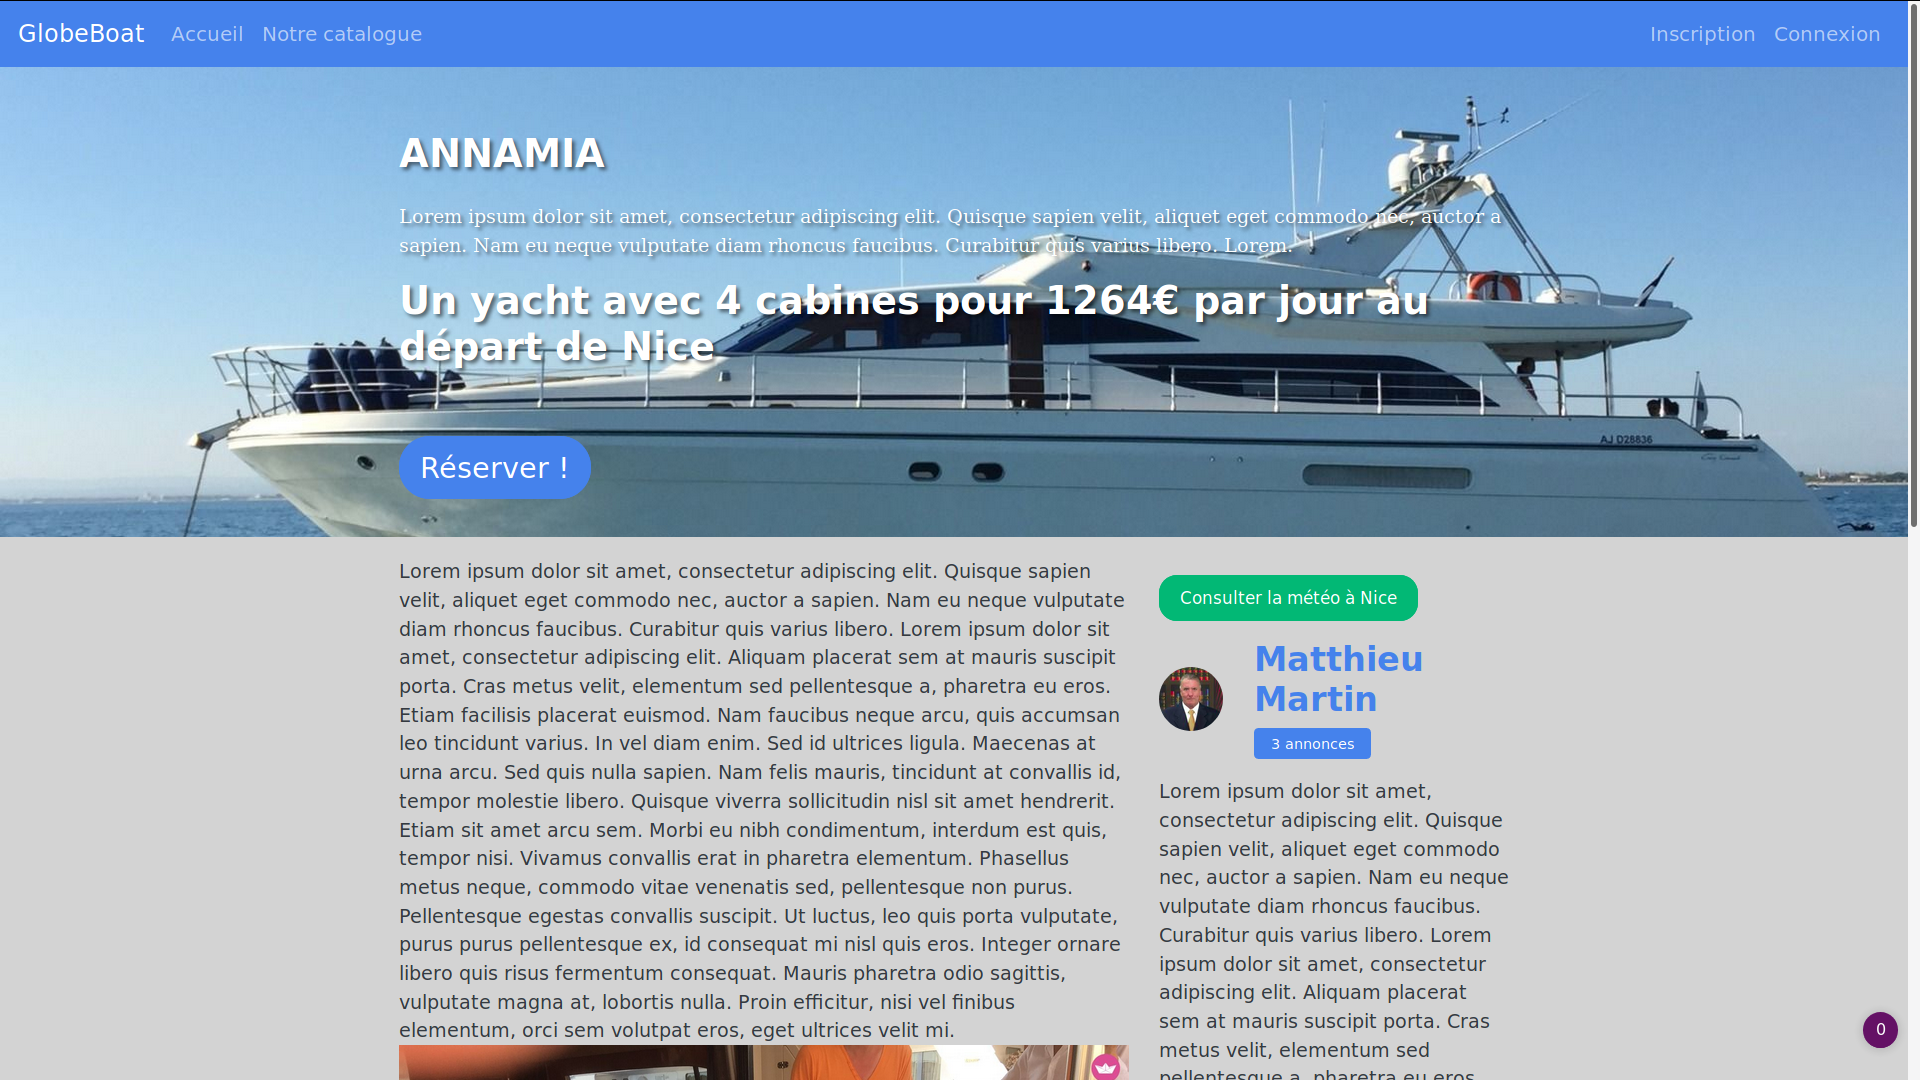 GlobeBoat Accueil Notre catalogue Inscription Connexion
ANNAMIA
Lorem ipsum dolor sit amet, consectetur adipiscing elit. Quisque sapien velit, aliquet eget commodo nec, auctor a
sapien. Nam eu neque vulputate diam rhoncus faucibus. Curabitur quis varius libero. Lorem.
Un yacht avec 4 cabines pour 1264€ par jour au
départ de Nice
AJ D28836
Réserver !
Lorem ipsum dolor sit amet, consectetur adipiscing elit. Quisque sapien
velit, aliquet eget commodo nec, auctor a sapien. Nam eu neque vulputate
diam rhoncus faucibus. Curabitur quis varius libero. Lorem ipsum dolor sit
amet, consectetur adipiscing elit. Aliquam placerat sem at mauris suscipit
porta. Cras metus velit, elementum sed pellentesque a, pharetra eu eros.
Etiam facilisis placerat euismod. Nam faucibus neque arcu, quis accumsan
leo tincidunt varius. In vel diam enim. Sed id ultrices ligula. Maecenas at
urna arcu. Sed quis nulla sapien. Nam felis mauris, tincidunt at convallis id,
tempor molestie libero. Quisque viverra sollicitudin nisl sit amet hendrerit.
Etiam sit amet arcu sem. Morbi eu nibh condimentum, interdum est quis,
tempor nisi. Vivamus convallis erat in pharetra elementum. Phasellus
metus neque, commodo vitae venenatis sed, pellentesque non purus.
Pellentesque egestas convallis suscipit. Ut luctus, leo quis porta vulputate,
purus purus pellentesque ex, id consequat mi nisl quis eros. Integer ornare
libero quis risus fermentum consequat. Mauris pharetra odio sagittis,
vulputate magna at, lobortis nulla. Proin efficitur, nisi vel finibus
elementum, orci sem volutpat eros, eget ultrices velit mi.
Consulter la météo à Nice
Matthieu
Martin
3 annonces
Lorem ipsum dolor sit amet,
consectetur adipiscing elit. Quisque
sapien velit, aliquet eget commodo
nec, auctor a sapien. Nam eu neque
vulputate diam rhoncus faucibus.
Curabitur quis varius libero. Lorem
ipsum dolor sit amet, consectetur
adipiscing elit. Aliquam placerat
sem at mauris suscipit porta. Cras
metus velit, elementum sed
pellentesque a, pharetra eu eros.
0